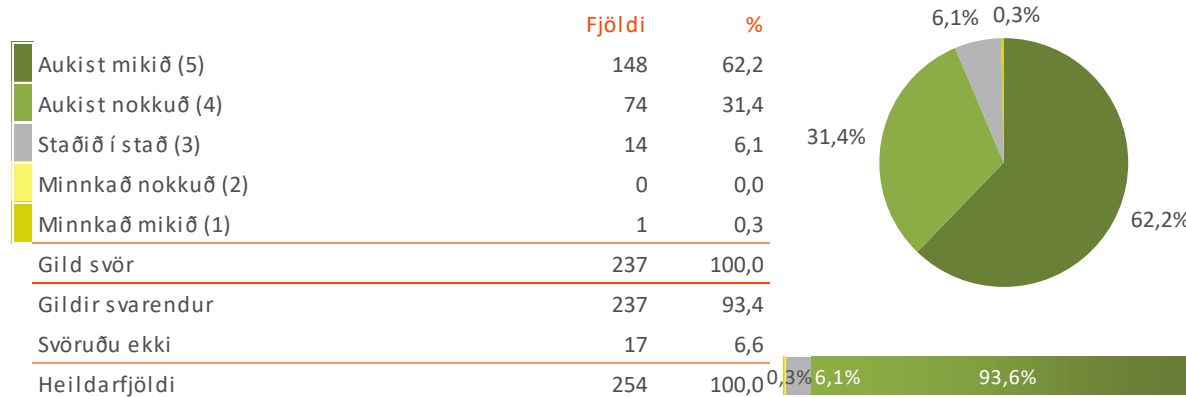 Fjöldi %
Aukist mikið (5) 148 62,2
Aukist nokkuð (4) 74 31,4
Staðið í stað (3) 14 6,1
Minnkað nokkuð (2) 0 0,0
Minnkað mikið (1) 1 0,3
Gild svör 237 100,0
Gildir svarendur 237 93,4
Svöruðu ekki 17 6,6
Heildarfjöldi 254 100,0
6,1% 0,3%
31,4%
62,2%
0,3% 6,1% 93,6%